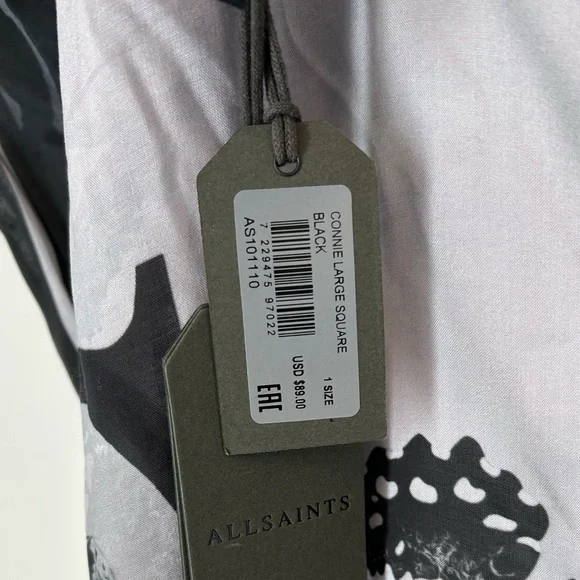 CONNIE LARGE SQUARE
BLACK
7 229475 97022
AS101110
1 SIZE
USD $89.00
EAC
ALLSAINTS